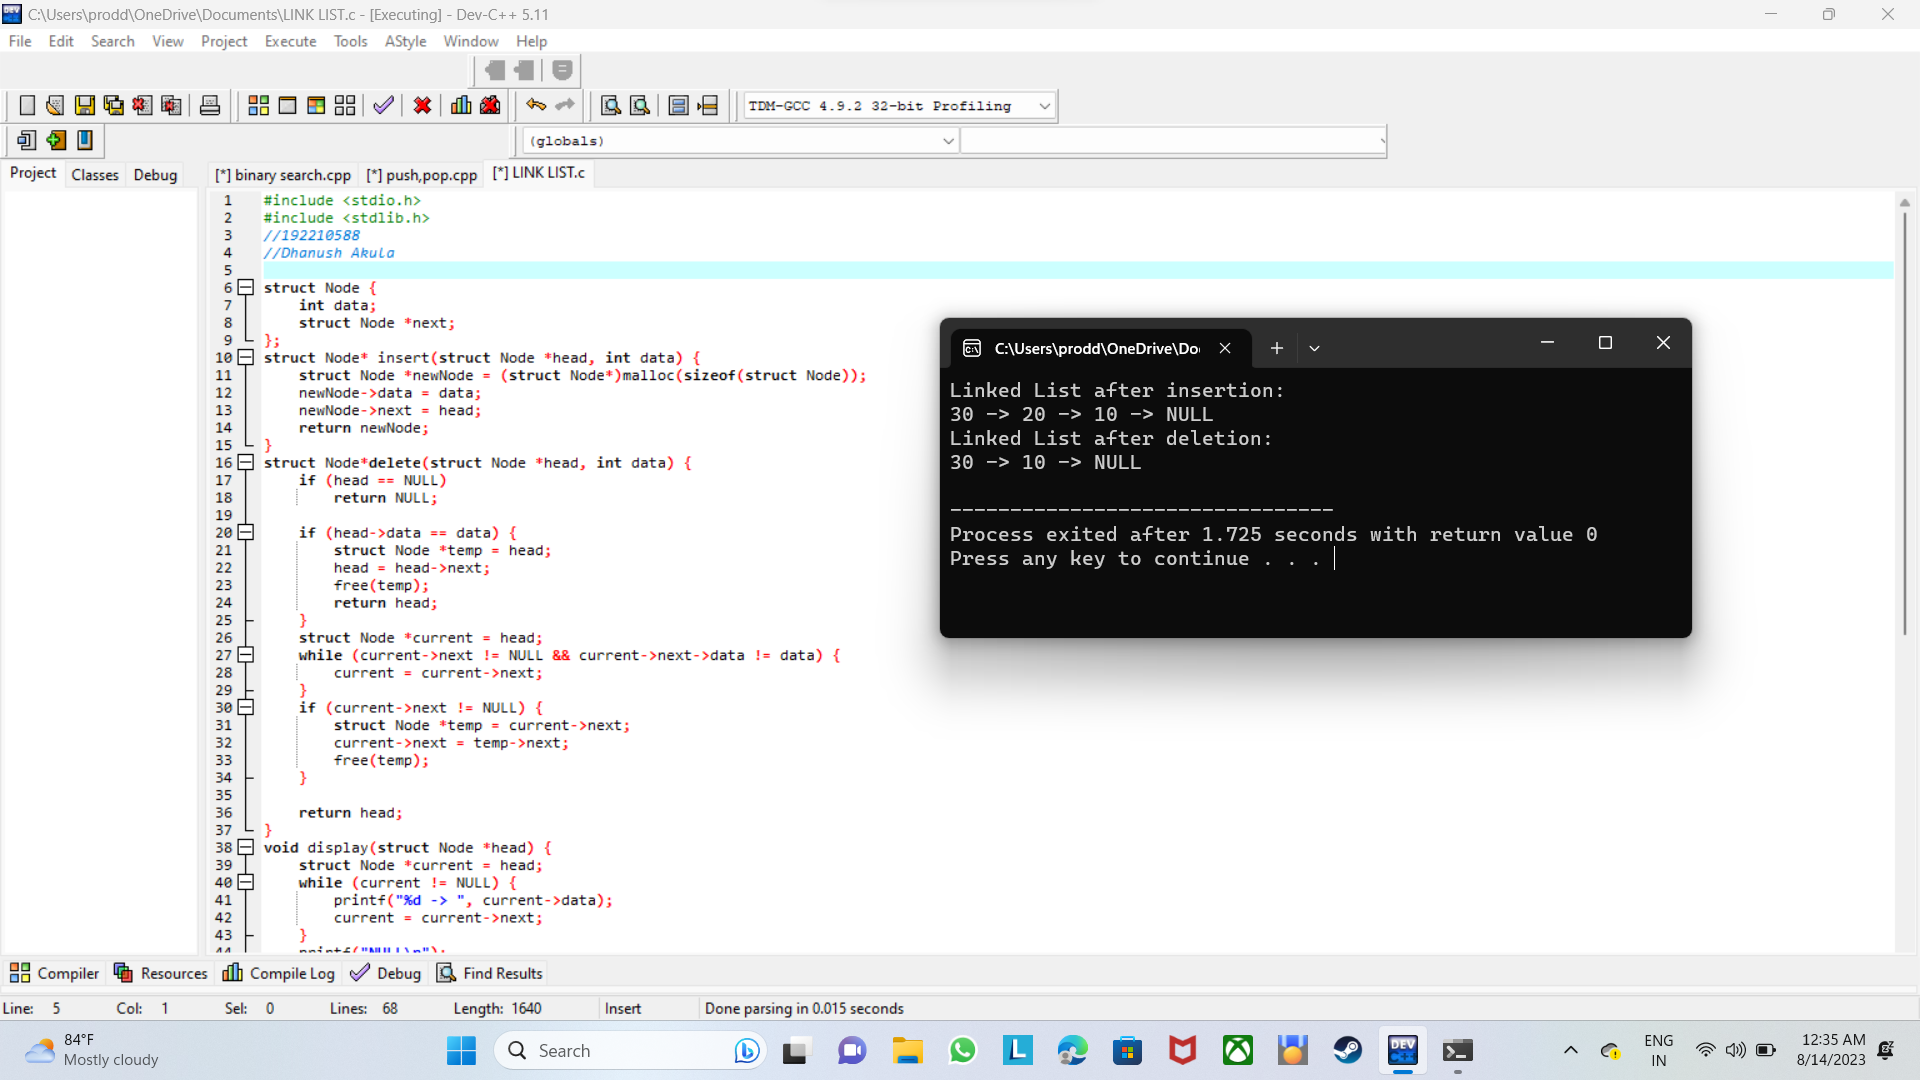 C:\Users\prodd\OneDrive\Documents\LINK LIST.c - [Executing] - Dev-C++ 5.11
File Edit Search View Project Execute Tools AStyle Window Help
TDM-GCC 4.9.2 32-bit Profiling
(globals)
Project Classes Debug
[*] binary search.cpp [*] push,pop.cpp [*] LINK LIST.c
1 #include <stdio.h>
2 #include <stdlib.h>
3 //192210588
4 //Dhanush Akula
5
6 struct Node {
7 int data;
8 struct Node *next;
9 };
10 struct Node* insert(struct Node *head, int data) {
11 struct Node *newNode = (struct Node*)malloc(sizeof(struct Node));
12 newNode->data = data;
13 newNode->next = head;
14 return newNode;
15 }
16 struct Node*delete(struct Node *head, int data) {
17 if (head == NULL)
18 return NULL;
19
20 if (head->data == data) {
21 struct Node *temp = head;
22 head = head->next;
23 free(temp);
24 return head;
25 }
26 struct Node *current = head;
27 while (current->next != NULL && current->next->data != data) {
28 current = current->next;
29 }
30 if (current->next != NULL) {
31 struct Node *temp = current->next;
32 current->next = temp->next;
33 free(temp);
34 }
35
36 return head;
37 }
38 void display(struct Node *head) {
39 struct Node *current = head;
40 while (current != NULL) {
41 printf("%d -> ", current->data);
42 current = current->next;
43 }
44 printf("NULL\n");
C:\Users\prodd\OneDrive\Do
Linked List after insertion:
30 -> 20 -> 10 -> NULL
Linked List after deletion:
30 -> 10 -> NULL
--------------------------------
Process exited after 1.725 seconds with return value 0
Press any key to continue . . .
Compiler Resources Compile Log Debug Find Results
Line: 5 Col: 1 Sel: 0 Lines: 68 Length: 1640 Insert Done parsing in 0.015 seconds
84°F
Mostly cloudy
Search
L
DEV
C++
ENG
IN
12:35 AM
8/14/2023